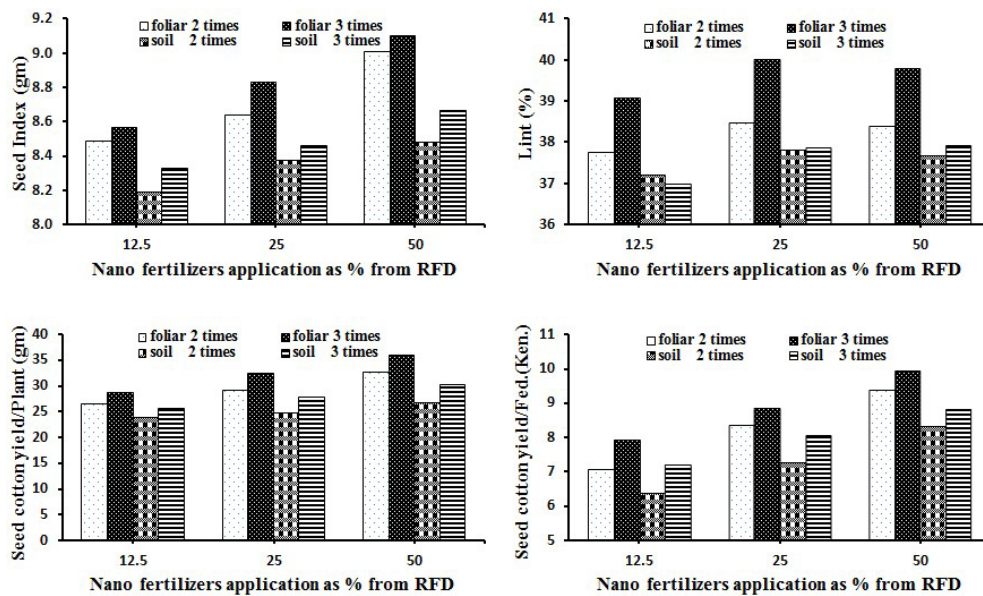 foliar 2 times foliar 3 times
soil 2 times soil 3 times
Seed Index (gm)
9.2
9.0
8.8
8.6
8.4
8.2
8.0
12.5 25 50
Nano fertilizers application as % from RFD
foliar 2 times foliar 3 times
soil 2 times soil 3 times
Lint (%)
41
40
39
38
37
36
12.5 25 50
Nano fertilizers application as % from RFD
foliar 2 times foliar 3 times
soil 2 times soil 3 times
Seed cotton yield/Plant (gm)
40
35
30
25
20
15
10
5
0
12.5 25 50
Nano fertilizers application as % from RFD
foliar 2 times foliar 3 times
soil 2 times soil 3 times
Seed cotton yield/Fed.(Ken.)
11
10
9
8
7
6
5
12.5 25 50
Nano fertilizers application as % from RFD